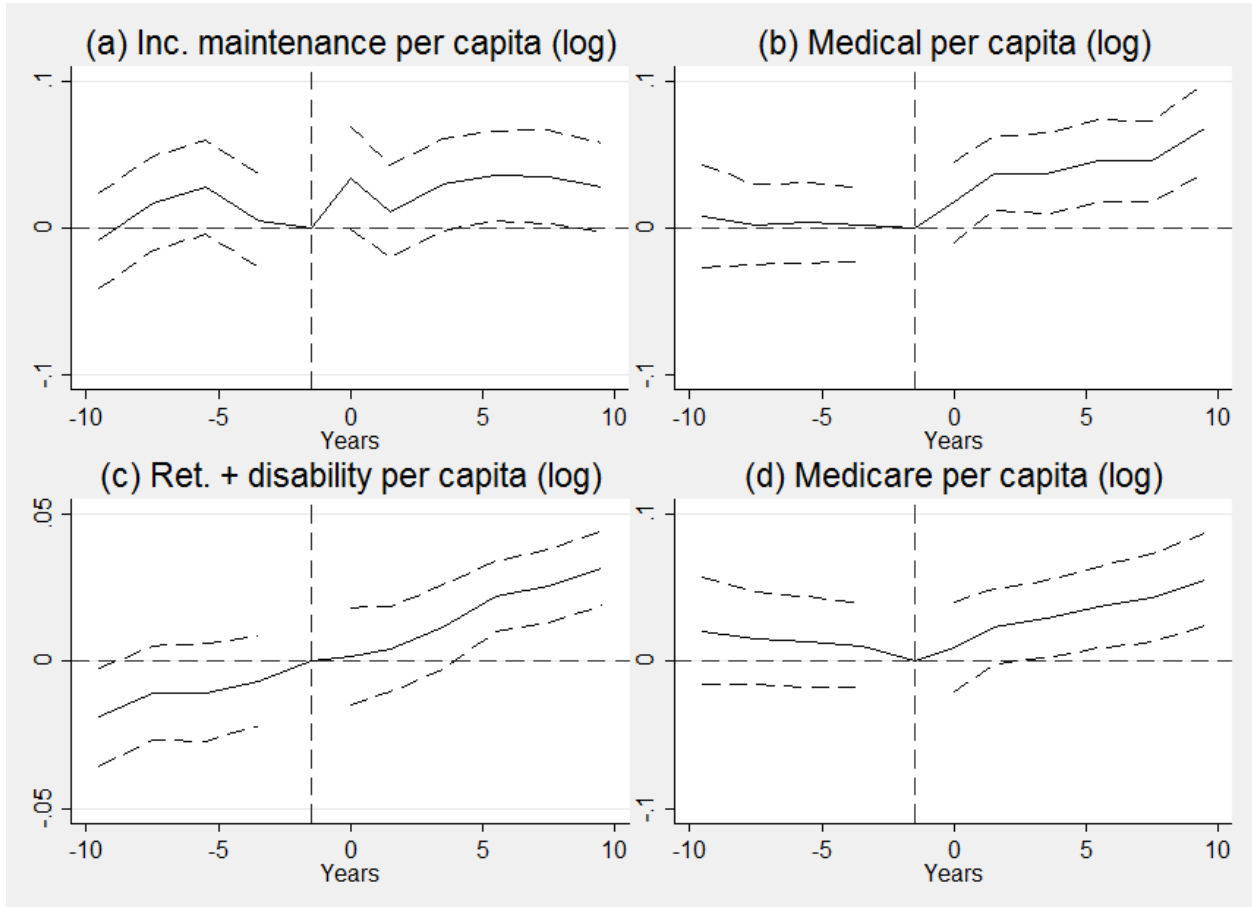 (a) Inc. maintenance per capita (log)
.1
0
-.1
-10 -5 0 5 10
Years
(b) Medical per capita (log)
.1
0
-.1
-10 -5 0 5 10
Years
(c) Ret. + disability per capita (log)
.05
0
-.05
-10 -5 0 5 10
Years
(d) Medicare per capita (log)
.1
0
-.1
-10 -5 0 5 10
Years